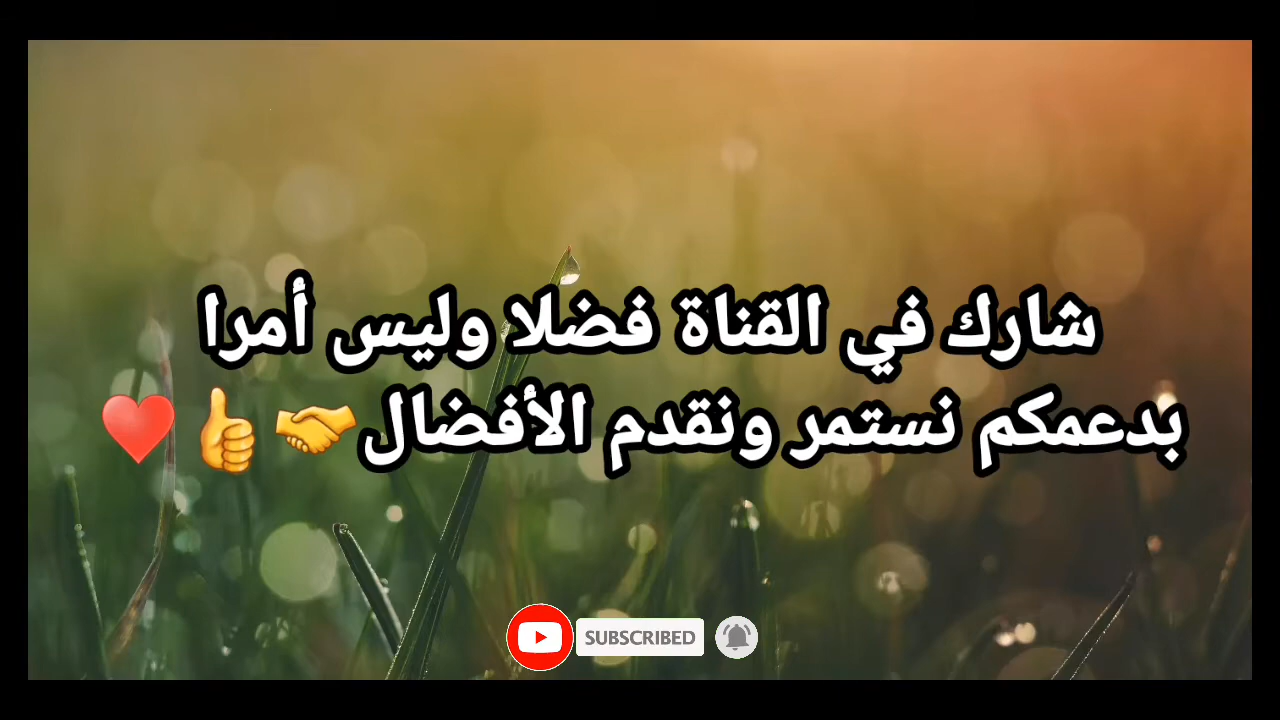 شارك في القناة فضلا وليس أمرا
بدعمكم نستمر ونقدم الأفضال 🤝 👍 ♥️
SUBSCRIBED